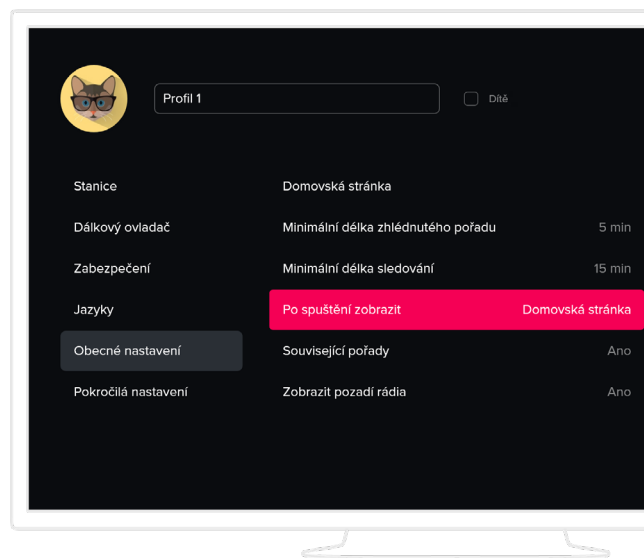 Profil 1
Dítě
Stanice
Dálkový ovladač
Zabezpečení
Jazyky
Obecné nastavení
Pokročilá nastavení
Domovská stránka
Minimální délka zhlédnutého pořadu 5 min
Minimální délka sledování 15 min
Po spuštění zobrazit Domovská stránka
Související pořady Ano
Zobrazit pozadí rádia Ano